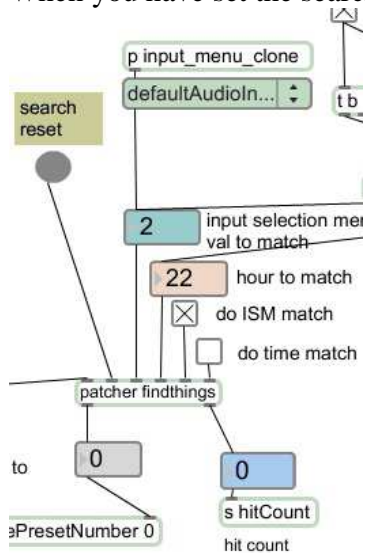 p input_menu_clone
defaultAudioIn...
search
reset
t b
2
input selection me
val to match
22
hour to match
do ISM match
do time match
patcher findthings
to
0
0
ePresetNumber 0
s hitCount
hit count